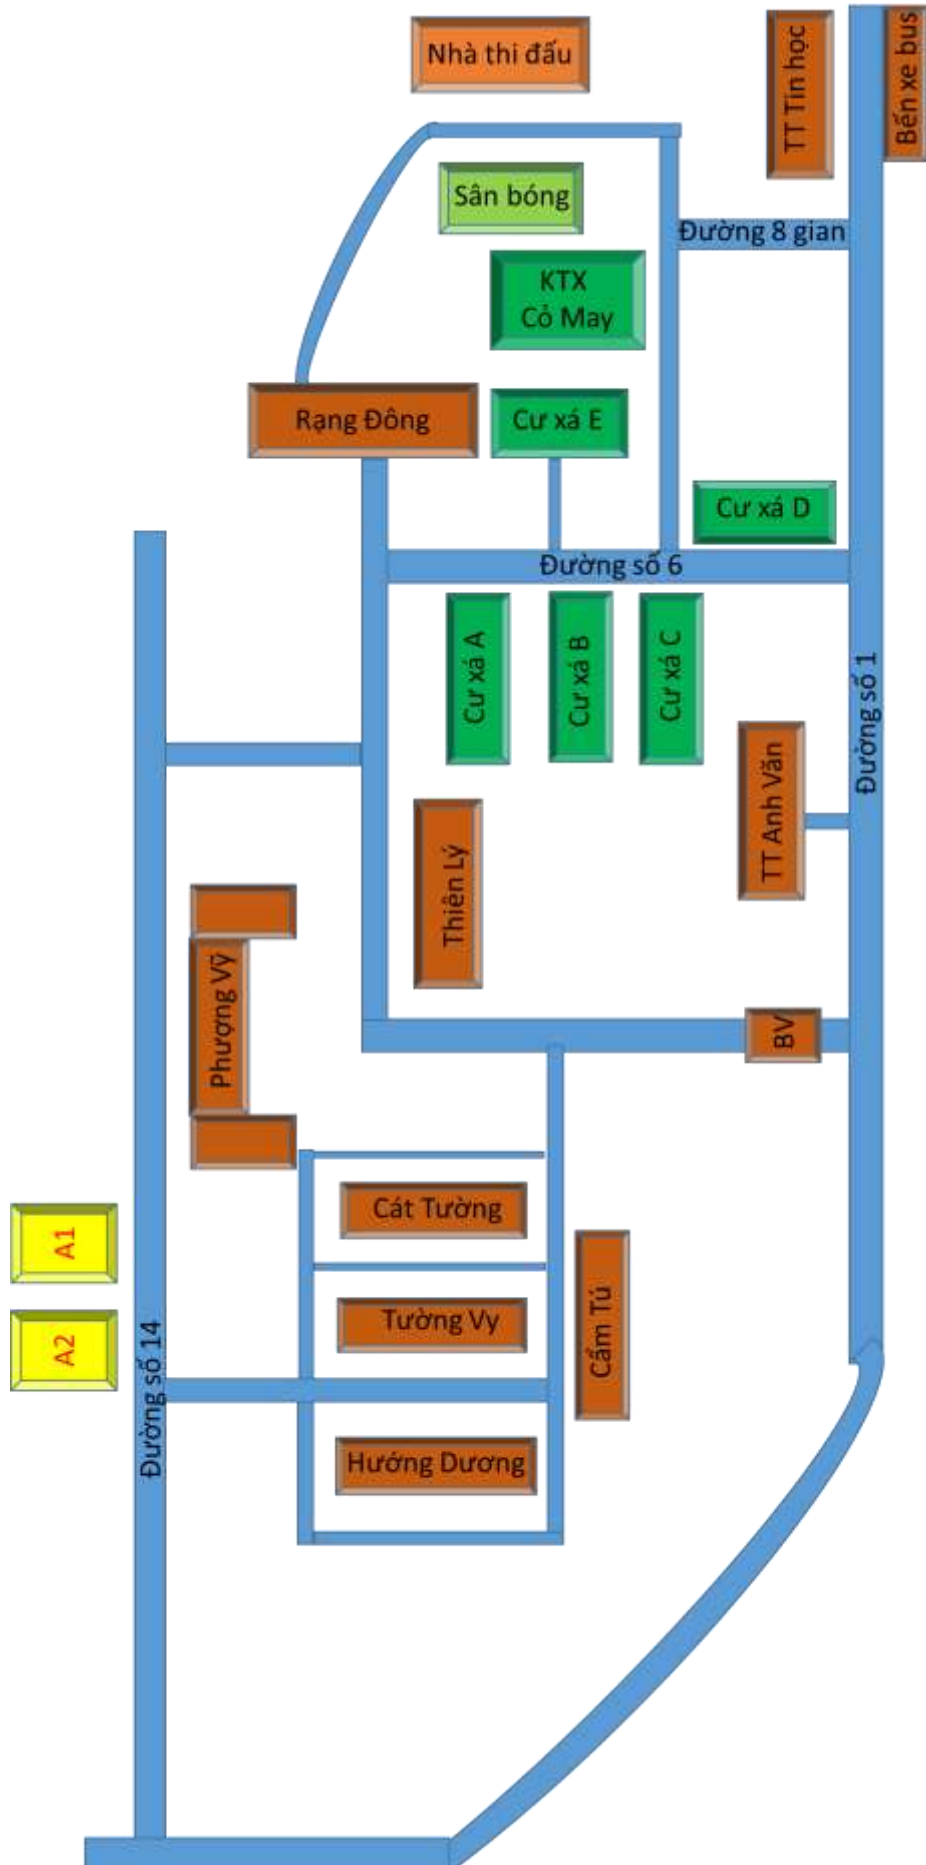 Nhà thi đấu
TT Tin học
Bến xe bus
Sân bóng
Đường 8 gian
KTX
Cỏ May
Rạng Đông
Cư xá E
Cư xá D
Đường số 6
Cư xá A
Cư xá B
Cư xá C
Đường số 1
TT Anh Văn
Thiên Lý
Phượng Vỹ
BV
Cát Tường
A1
Cẩm Tú
Tường Vy
A2
Đường số 14
Hướng Dương